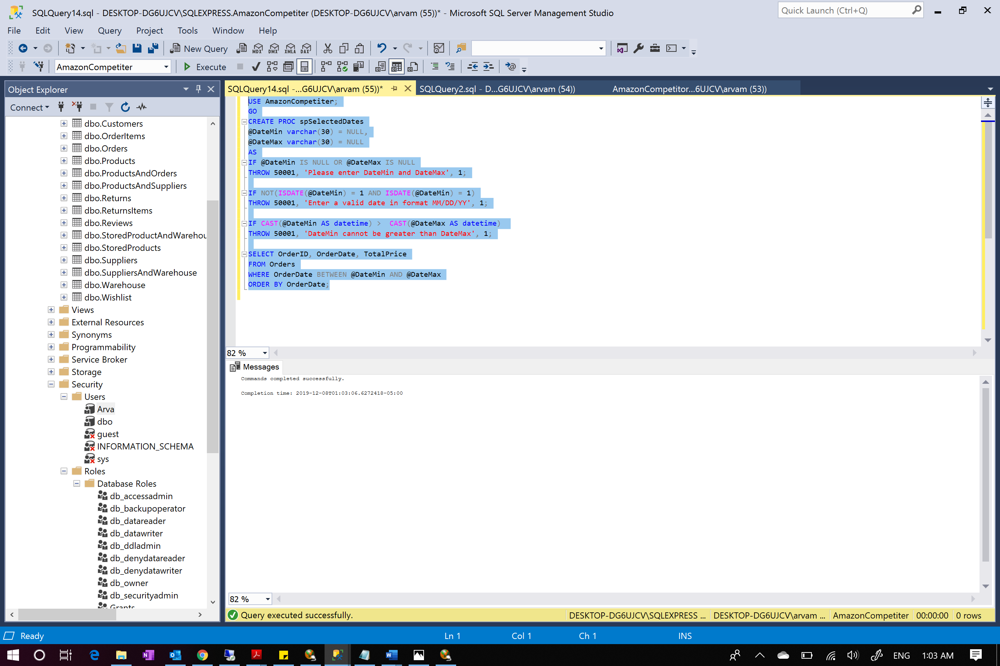 SQLQuery14.sql - DESKTOP-DG6UJCV\SQLEXPRESS.AmazonCompetiter (DESKTOP-DG6UJCV\arvam (55))* - Microsoft SQL Server Management Studio
Quick Launch (Ctrl+Q)
File Edit View Query Project Tools Window Help
New Query MDX DMX XMLA DAX
AmazonCompetiter Execute
Object Explorer
SQLQuery14.sql -...G6UJCV\arvam (55))* SQLQuery2.sql - D...G6UJCV\arvam (54)) AmazonCompetitor...6UJCV\arvam (53))
Connect
dbo.Customers
dbo.OrderItems
dbo.Orders
dbo.Products
dbo.ProductsAndOrders
dbo.ProductsAndSuppliers
dbo.Returns
dbo.ReturnsItems
dbo.Reviews
dbo.StoredProductAndWarehou
dbo.StoredProducts
dbo.Suppliers
dbo.SuppliersAndWarehouse
dbo.Warehouse
dbo.Wishlist
Views
External Resources
Synonyms
Programmability
Service Broker
Storage
Security
Users
Arva
dbo
guest
INFORMATION_SCHEMA
sys
Roles
Database Roles
db_accessadmin
db_backupoperator
db_datareader
db_datawriter
db_ddladmin
db_denydatareader
db_denydatawriter
db_owner
db_securityadmin
Grants
USE AmazonCompetiter;
GO
CREATE PROC spSelectedDates
@DateMin varchar(30) = NULL,
@DateMax varchar(30) = NULL
AS
IF @DateMin IS NULL OR @DateMax IS NULL
THROW 50001, 'Please enter DateMin and DateMax', 1;
IF NOT(ISDATE(@DateMin) = 1 AND ISDATE(@DateMin) = 1)
THROW 50001, 'Enter a valid date in format MM/DD/YY', 1;
IF CAST(@DateMin AS datetime) > CAST(@DateMax AS datetime)
THROW 50001, 'DateMin cannot be greater than DateMax', 1;
SELECT OrderID, OrderDate, TotalPrice
FROM Orders
WHERE OrderDate BETWEEN @DateMin AND @DateMax
ORDER BY OrderDate;
82 %
Messages
Commands completed successfully.
Completion time: 2019-12-08T01:03:06.6272418-05:00
82 %
Query executed successfully. DESKTOP-DG6UJCV\SQLEXPRESS ... DESKTOP-DG6UJCV\arvam ... AmazonCompetiter 00:00:00 0 rows
Ready Ln 1 Col 1 Ch 1 INS
ENG 1:03 AM